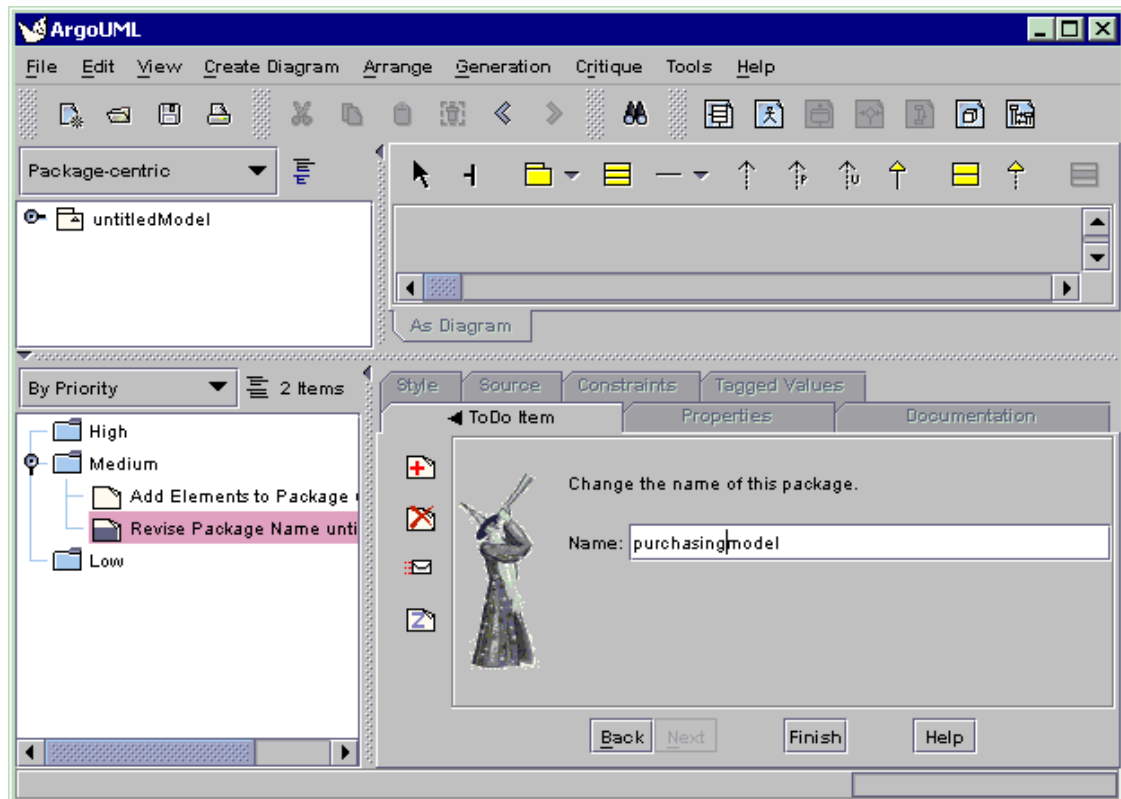 ArgoUML
File Edit View Create Diagram Arrange Generation Critique Tools Help
Package-centric
untitledModel
As Diagram
By Priority 2 Items
High
Medium
Add Elements to Package
Revise Package Name unti
Low
Style Source Constraints Tagged Values
ToDo Item Properties Documentation
Change the name of this package.
Name: purchasingmodel
Back Next Finish Help